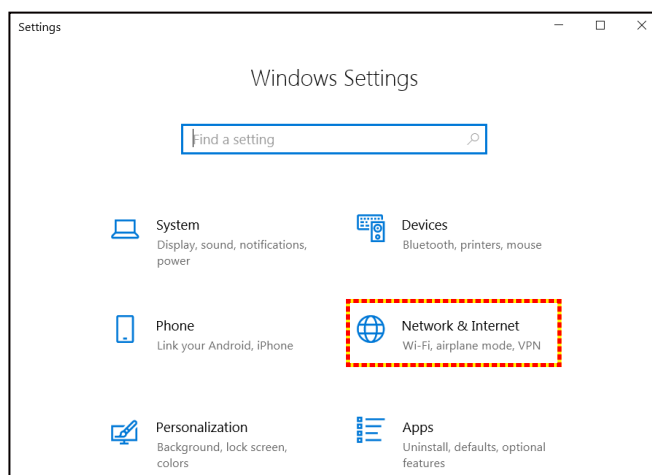 Settings
Windows Settings
Find a setting
System
Display, sound, notifications,
power
Devices
Bluetooth, printers, mouse
Phone
Link your Android, iPhone
Network & Internet
Wi-Fi, airplane mode, VPN
Personalization
Background, lock screen,
colors
Apps
Uninstall, defaults, optional
features